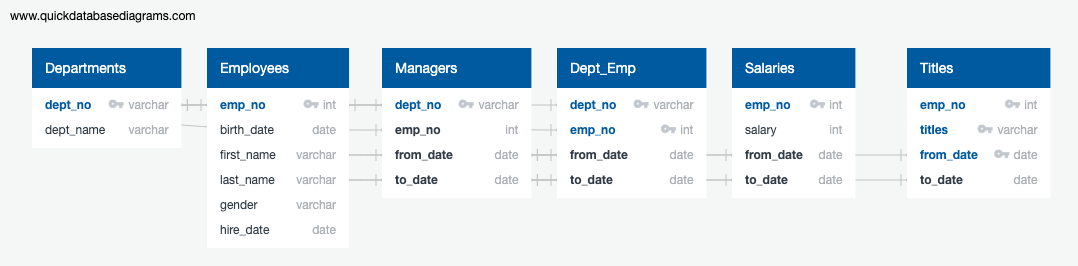 www.quickdatabasediagrams.com
Departments
dept_no varchar
dept_name varchar
Employees
emp_no int
birth_date date
first_name varchar
last_name varchar
gender varchar
hire_date date
Managers
dept_no varchar
emp_no int
from_date date
to_date date
Dept_Emp
dept_no varchar
emp_no int
from_date date
to_date date
Salaries
emp_no int
salary int
from_date date
to_date date
Titles
emp_no int
titles varchar
from_date date
to_date date